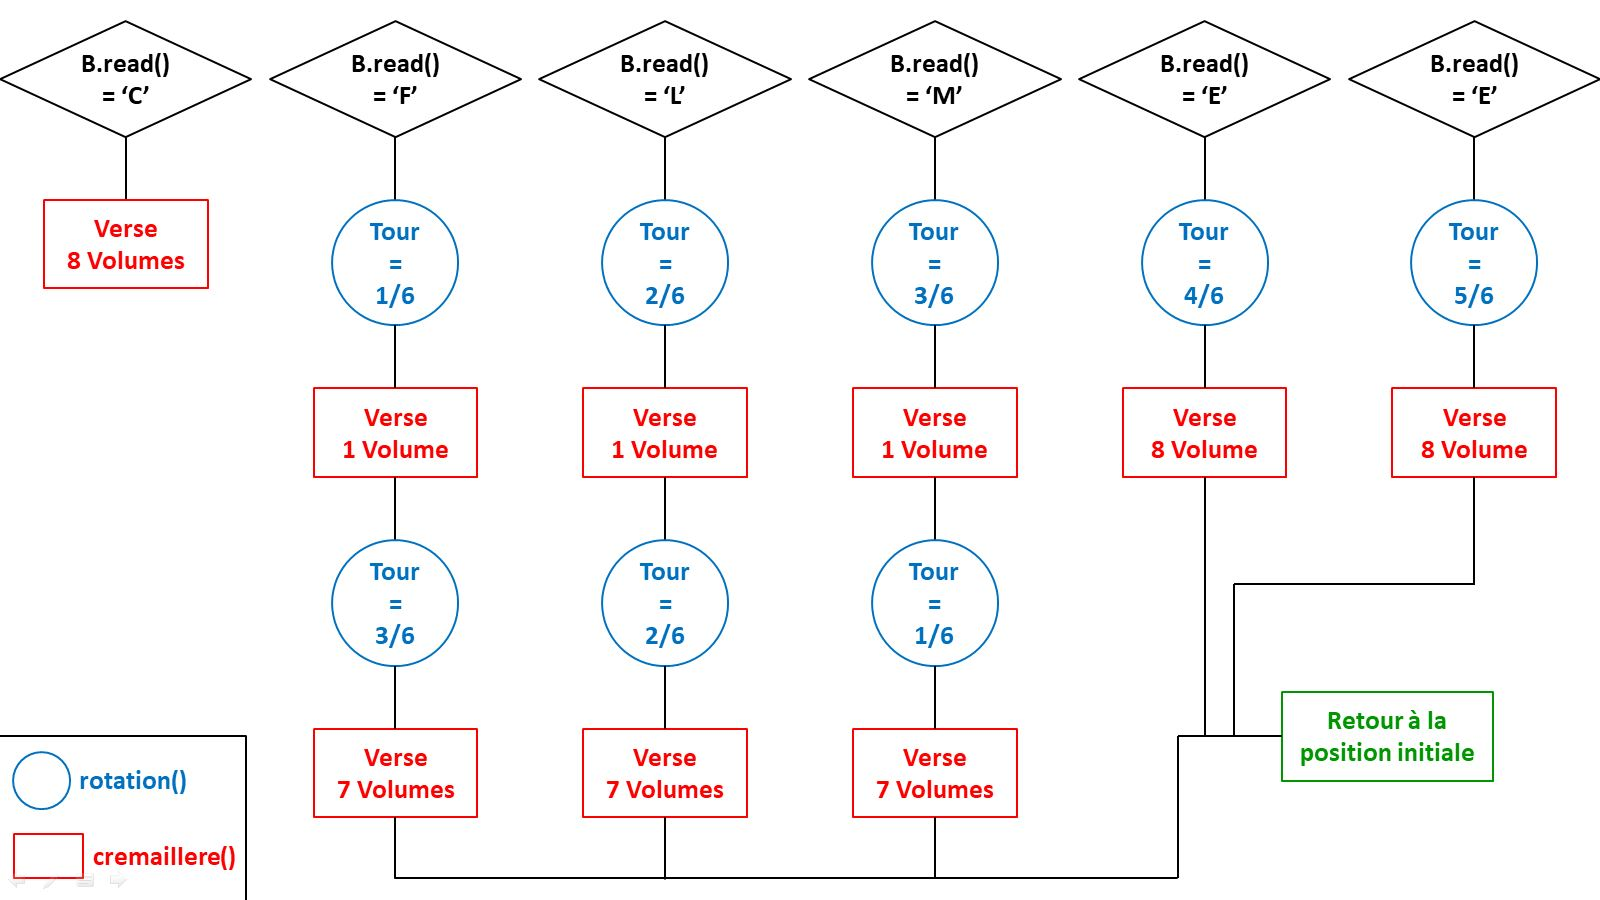 B.read()
= ‘C’
B.read()
= ‘F’
B.read()
= ‘L’
B.read()
= ‘M’
B.read()
= ‘E’
B.read()
= ‘E’
Verse
8 Volumes
Tour
=
1/6
Tour
=
2/6
Tour
=
3/6
Tour
=
4/6
Tour
=
5/6
Verse
1 Volume
Verse
1 Volume
Verse
1 Volume
Verse
8 Volume
Verse
8 Volume
Tour
=
3/6
Tour
=
2/6
Tour
=
1/6
Verse
7 Volumes
Verse
7 Volumes
Verse
7 Volumes
Retour à la
position initiale
rotation()
cremaillere()